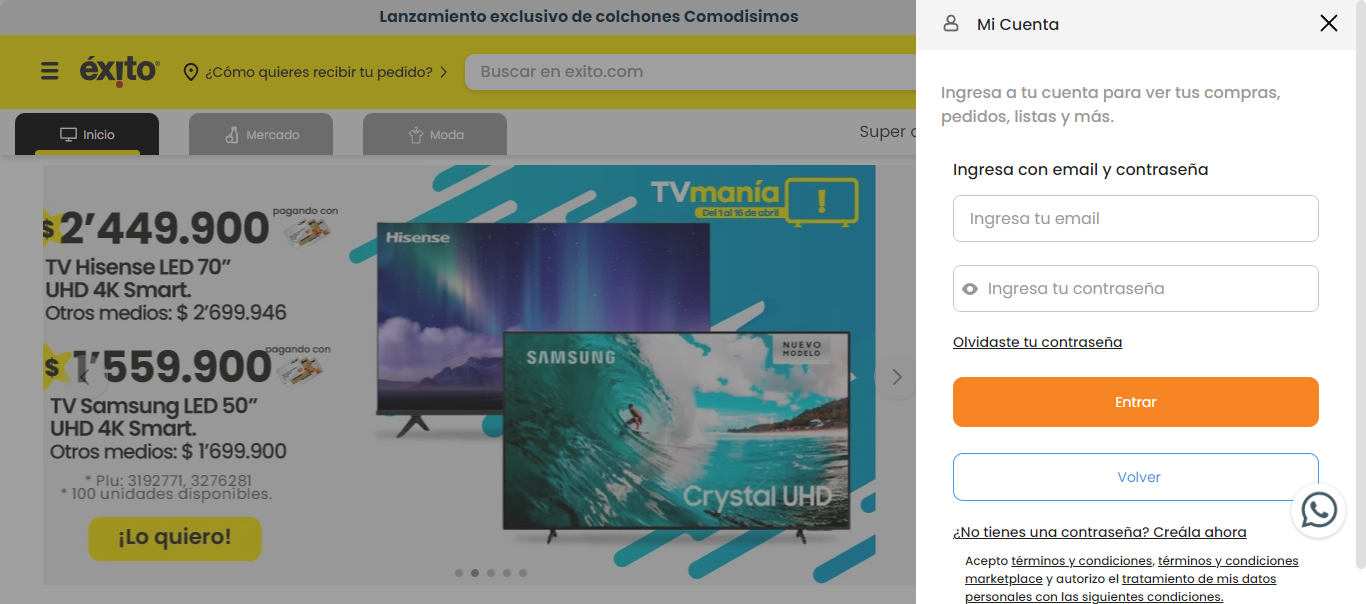 Lanzamiento exclusivo de colchones Comodisimos
éxito
¿Cómo quieres recibir tu pedido?
Buscar en exito.com
Inicio
Mercado
Moda
Super
$2’449.900
pagando con
TV Hisense LED 70”
UHD 4K Smart.
Otros medios: $ 2’699.946
$1’559.900
pagando con
TV Samsung LED 50”
UHD 4K Smart.
Otros medios: $ 1’699.900
* Plu: 3192771, 3276281
* 100 unidades disponibles.
¡Lo quiero!
TVmanía
Del 1 al 16 de abril
!
Hisense
SAMSUNG
NUEVO
MODELO
Crystal UHD
Mi Cuenta
Ingresa a tu cuenta para ver tus compras,
pedidos, listas y más.
Ingresa con email y contraseña
Ingresa tu email
Ingresa tu contraseña
Olvidaste tu contraseña
Entrar
Volver
¿No tienes una contraseña? Creála ahora
Acepto términos y condiciones, términos y condiciones
marketplace y autorizo el tratamiento de mis datos
personales con las siguientes condiciones.